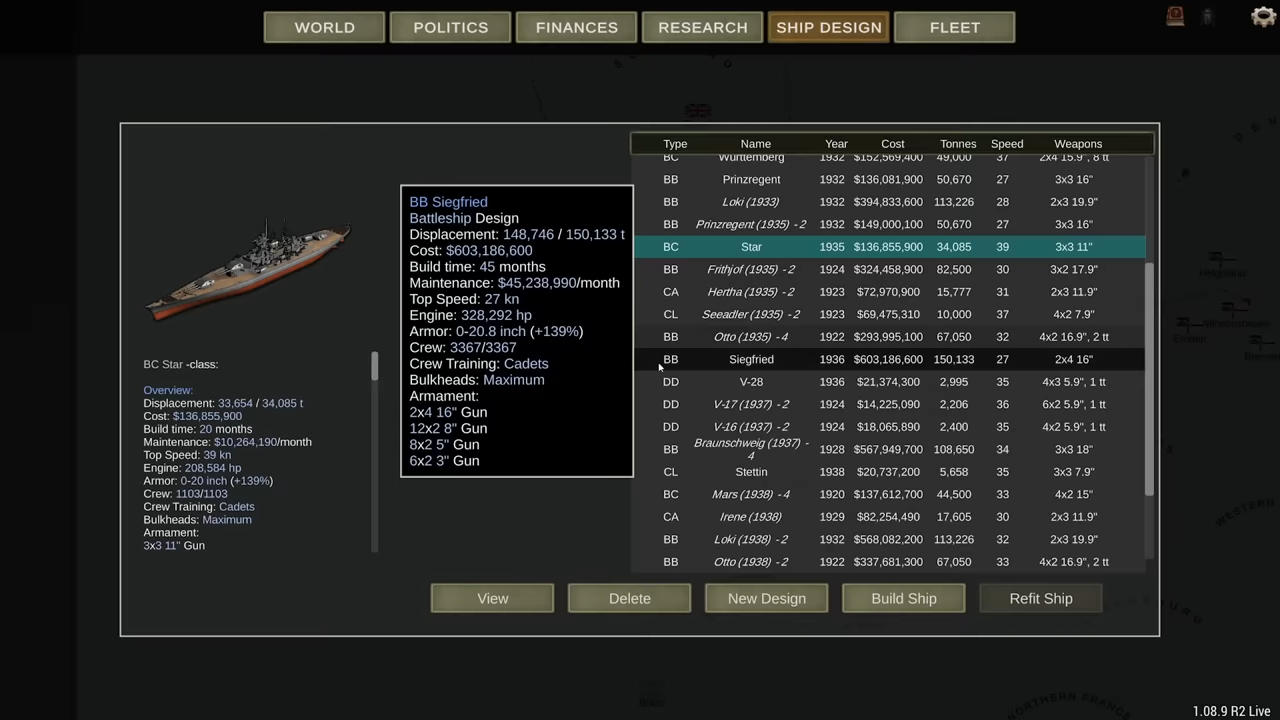 WORLD POLITICS FINANCES RESEARCH SHIP DESIGN FLEET
Type Name Year Cost Tonnes Speed Weapons
BC Wurttemberg 1932 $152,569,400 49,000 37 2x4 15.9", 8 tt
BB Prinzregent 1932 $136,081,900 50,670 27 3x3 16"
BB Loki (1933) 1932 $394,833,600 113,226 28 2x3 19.9"
BB Prinzregent (1935) - 2 1932 $149,000,100 50,670 27 3x3 16"
BC Star 1935 $136,855,900 34,085 39 3x3 11"
BB Frithjof (1935) - 2 1924 $324,458,900 82,500 30 3x2 17.9"
CA Hertha (1935) - 2 1923 $72,970,900 15,777 30 2x3 11.9"
CL Seeadler (1935) - 2 1923 $69,475,310 10,000 37 4x2 7.9"
BB Otto (1935) - 4 1922 $293,995,100 67,050 32 4x2 16.9", 2 tt
BB Siegfried 1936 $603,186,600 150,133 27 2x4 16"
DD V-28 1936 $21,374,300 2,995 35 4x3 5.9", 1 tt
DD V-17 (1937) - 2 1924 $14,225,090 2,206 36 6x2 5.9", 1 tt
DD V-16 (1937) - 2 1924 $18,065,890 2,400 35 4x2 5.9", 1 tt
BB Braunschweig (1937) - 4 1928 $567,949,700 108,650 34 3x3 18"
CL Stettin 1938 $20,737,200 5,658 35 3x3 7.9"
BC Mars (1938) - 4 1920 $137,612,700 44,500 33 4x2 15"
CA Irene (1938) 1929 $82,254,490 17,605 30 2x3 11.9"
BB Loki (1938) - 2 1932 $568,082,200 113,226 32 2x3 19.9"
BB Otto (1938) - 2 1922 $337,681,300 67,050 33 4x2 16.9", 2 tt
BB Siegfried
Battleship Design
Displacement: 148,746 / 150,133 t
Cost: $603,186,600
Build time: 45 months
Maintenance: $45,238,990/month
Top Speed: 27 kn
Engine: 328,292 hp
Armor: 0-20.8 inch (+139%)
Crew: 3367/3367
Crew Training: Cadets
Bulkheads: Maximum
Armament:
2x4 16" Gun
12x2 8" Gun
8x2 5" Gun
6x2 3" Gun
BC Star -class:
Overview:
Displacement: 33,654 / 34,085 t
Cost: $136,855,900
Build time: 20 months
Maintenance: $10,264,190/month
Top Speed: 39 kn
Engine: 208,584 hp
Armor: 0-20 inch (+139%)
Crew: 1103/1103
Crew Training: Cadets
Bulkheads: Maximum
Armament:
3x3 11" Gun
View Delete New Design Build Ship Refit Ship
1.08.9 R2 Live